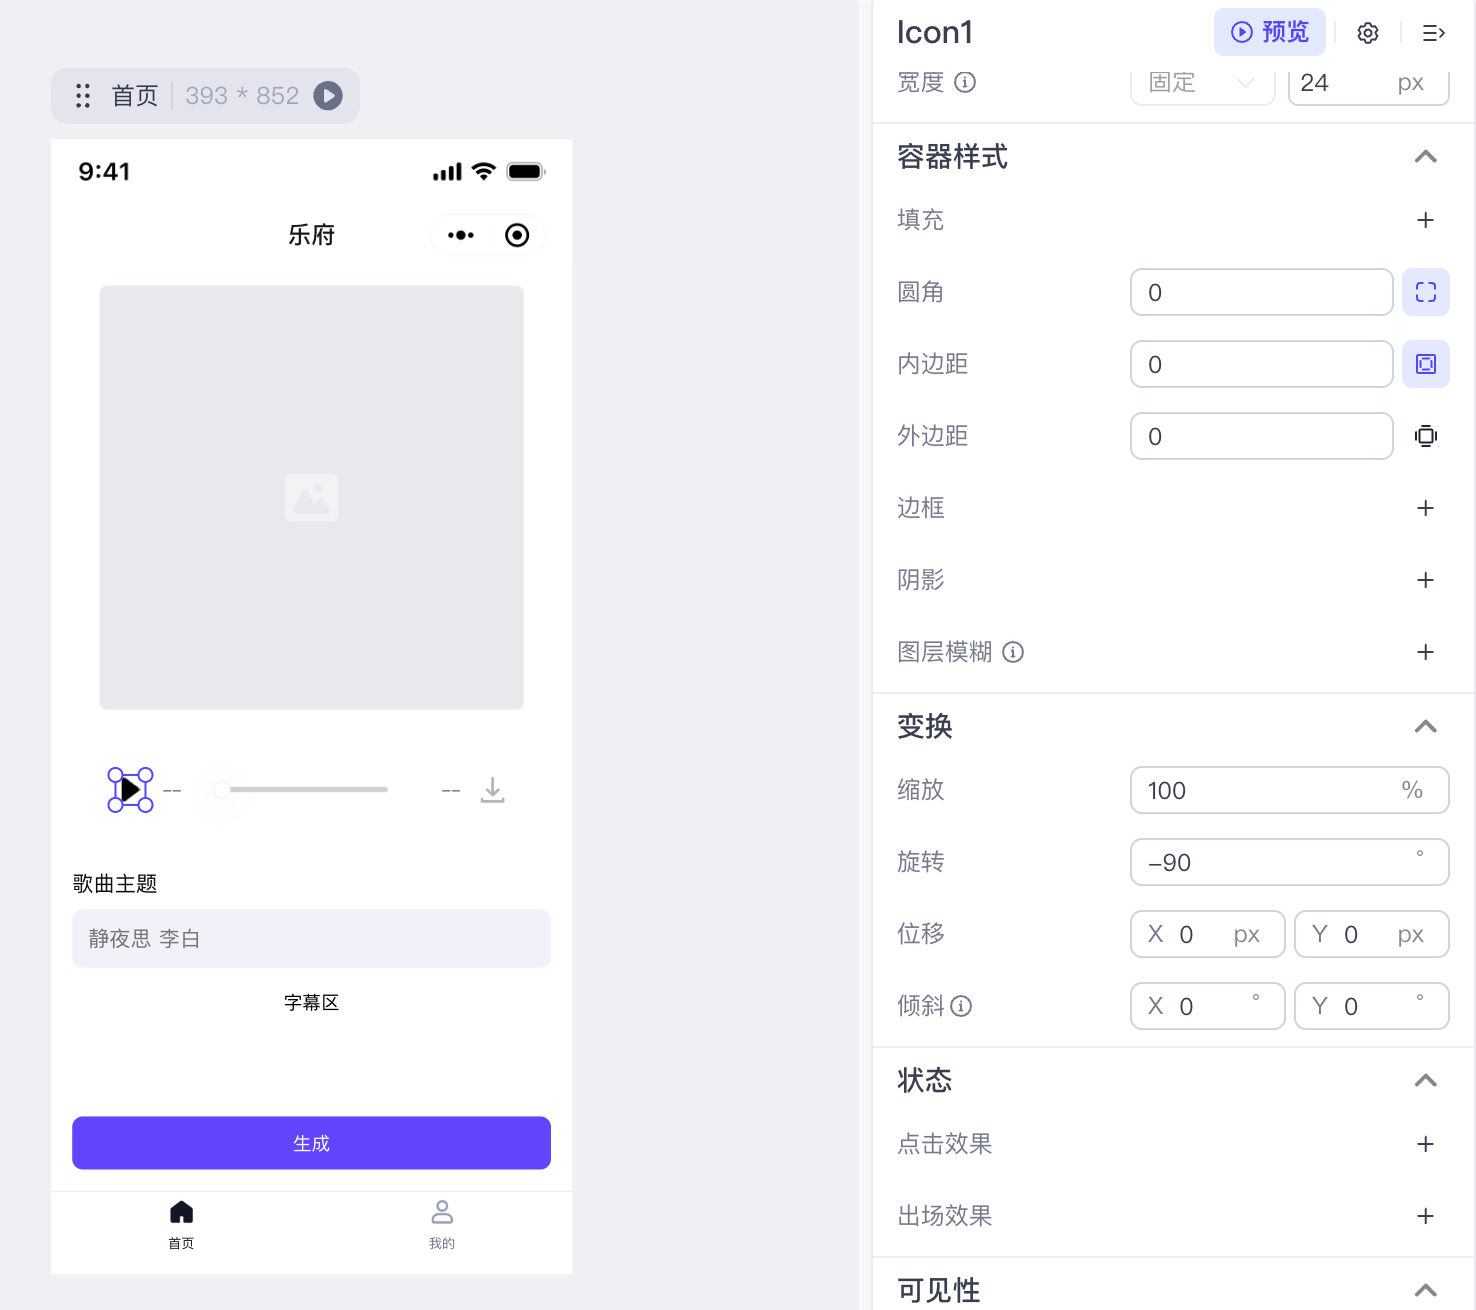 首页 393 * 852
9:41
乐府
--
--
歌曲主题
静夜思 李白
字幕区
生成
首页
我的
Icon1
预览
宽度 固定 24 px
容器样式
填充
圆角 0
内边距 0
外边距 0
边框
阴影
图层模糊
变换
缩放 100 %
旋转 -90 °
位移 X 0 px Y 0 px
倾斜 X 0 ° Y 0 °
状态
点击效果
出场效果
可见性